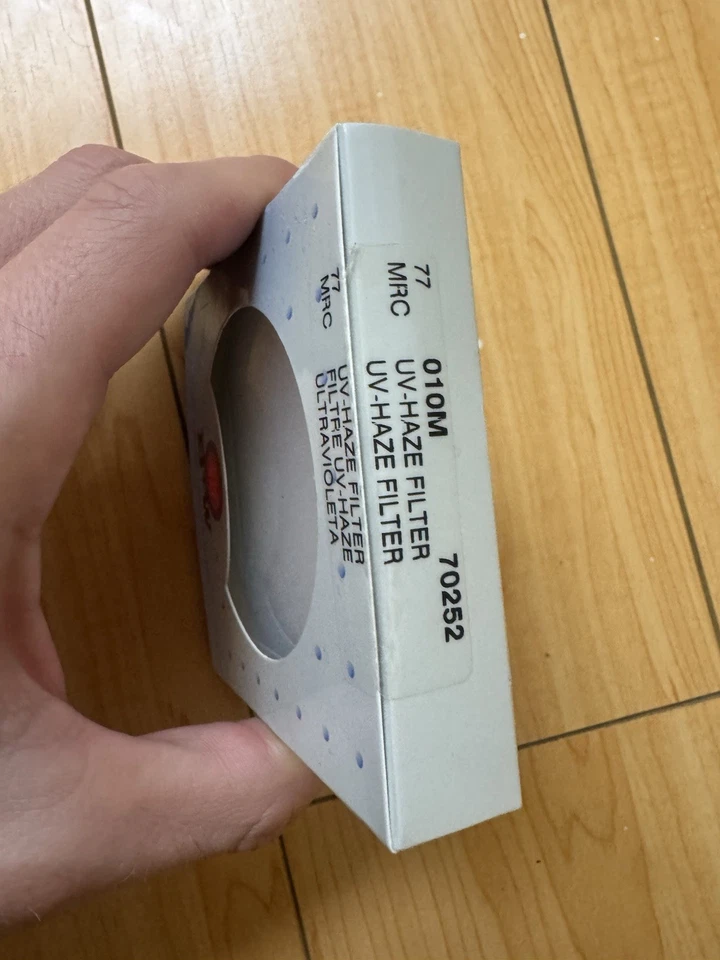 77
MRC
UV-HAZE FILTER
FILTRE UV-HAZE
ULTRAVIOLETA
77
MRC
010M
UV-HAZE FILTER
UV-HAZE FILTER
70252